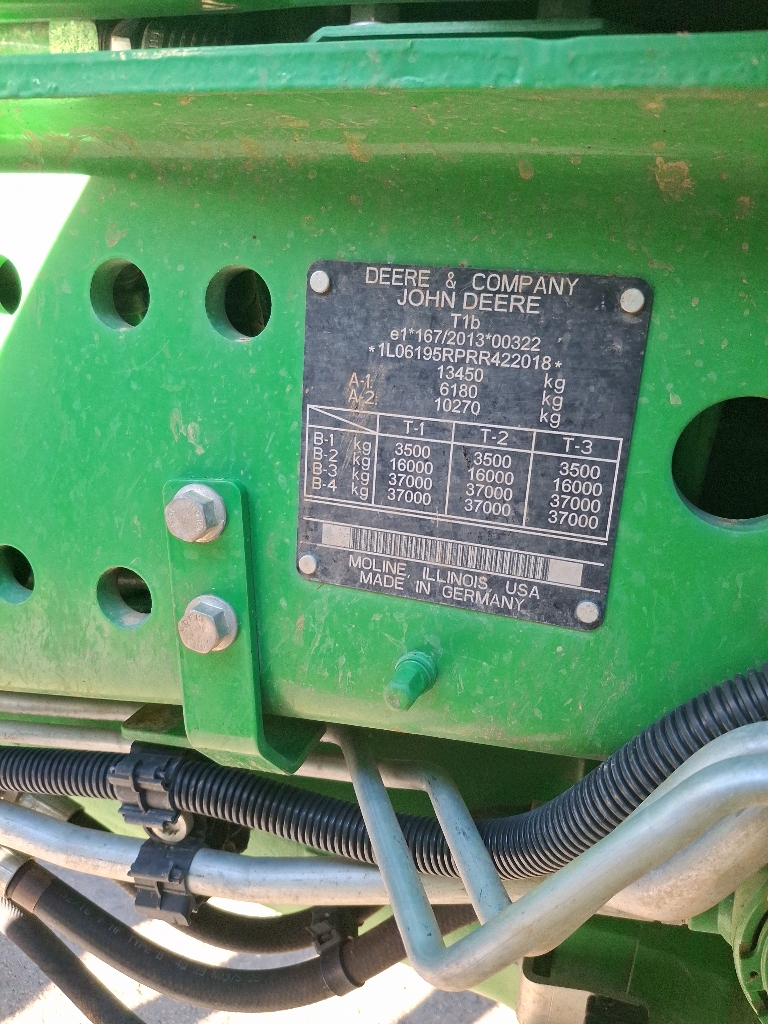 DEERE & COMPANY
JOHN DEERE
T1b
e1*167/2013*00322
*1L06195RPRR422018*
13450 kg
A-1: 6180 kg
A-2: 10270 kg
T-1 T-2 T-3
B-1 kg 3500 3500 3500
B-2 kg 16000 16000 16000
B-3 kg 37000 37000 37000
B-4 kg 37000 37000 37000
MOLINE, ILLINOIS, USA
MADE IN GERMANY